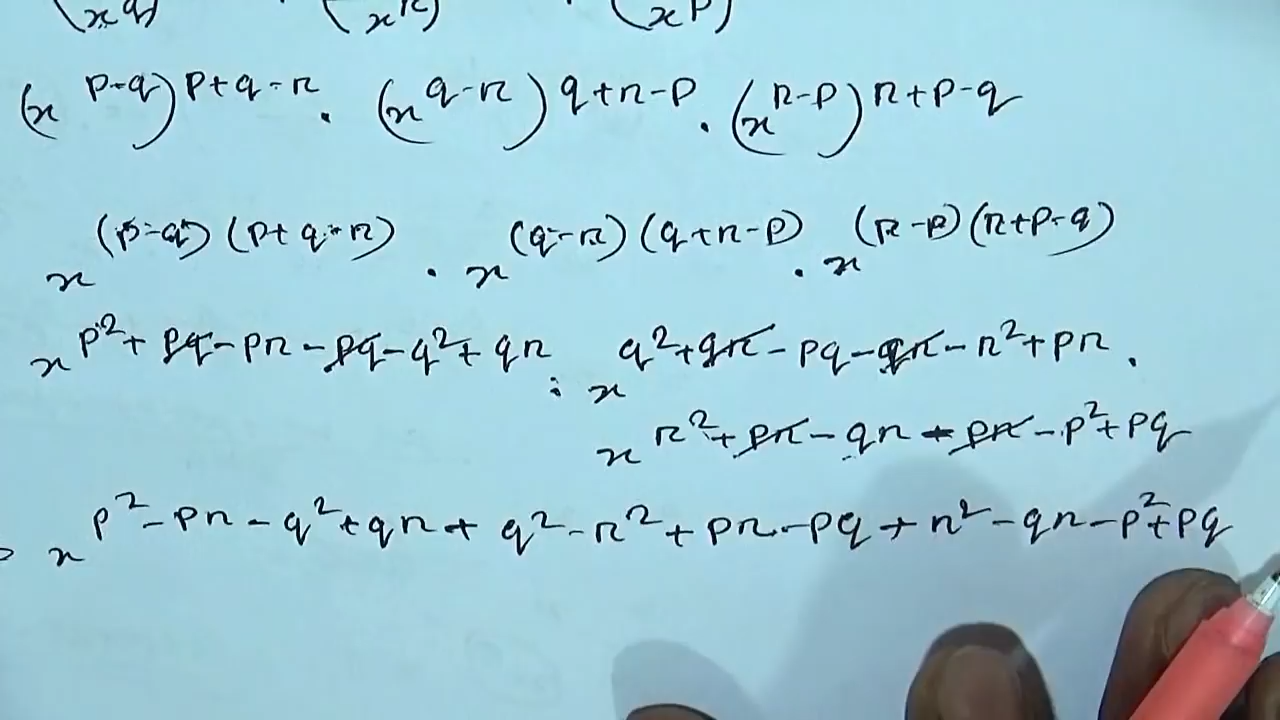 (x^q) (x^r) (x^p)
(x^{p-q})^{p+q-r} . (x^{q-r})^{q+r-p} . (x^{r-p})^{r+p-q}
x^{(p-q)(p+q-r)} . x^{(q-r)(q+r-p)} . x^{(r-p)(r+p-q)}
x^{p²+pq-pr-pq-q²+qr} . x^{q²+qr-pq-qr-r²+pr} .
x^{r²+pr-qr-pr-p²+pq}
x^{p²-pr-q²+qr+q²-r²+pr-pq+r²-qr-p²+pq}